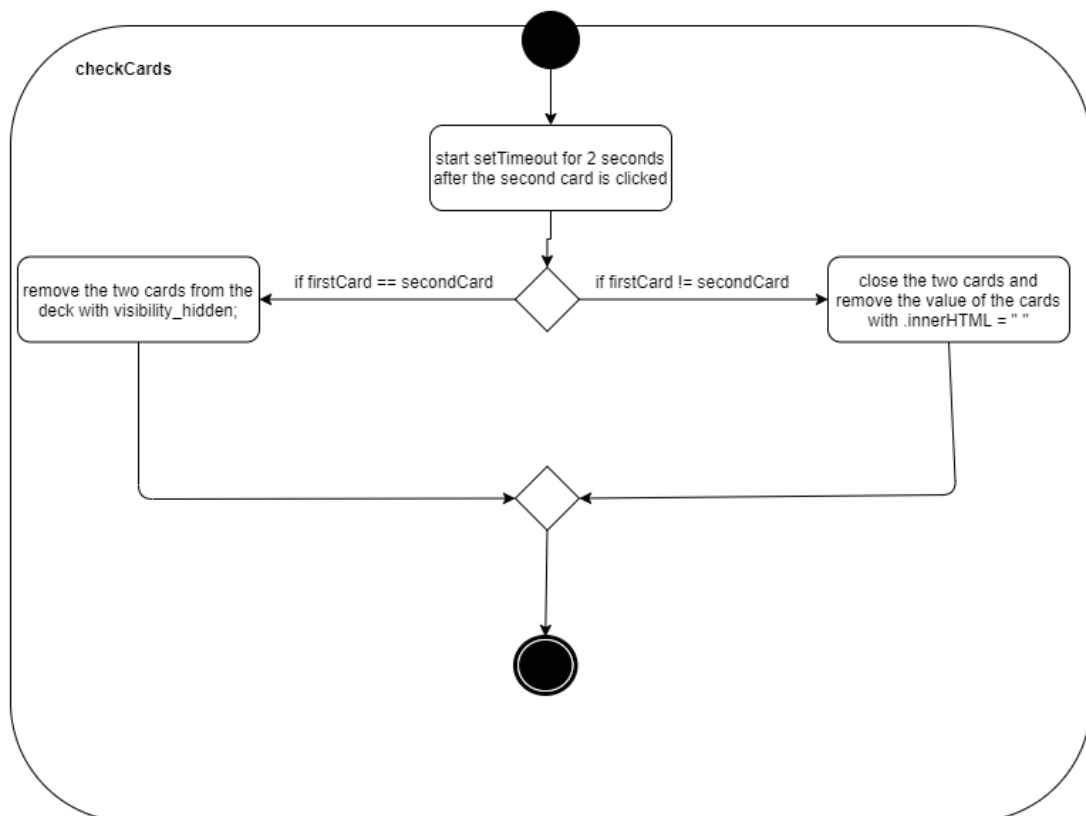 checkCards
start setTimeout for 2 seconds
after the second card is clicked
if firstCard == secondCard
if firstCard != secondCard
remove the two cards from the
deck with visibility_hidden;
close the two cards and
remove the value of the cards
with .innerHTML = " "